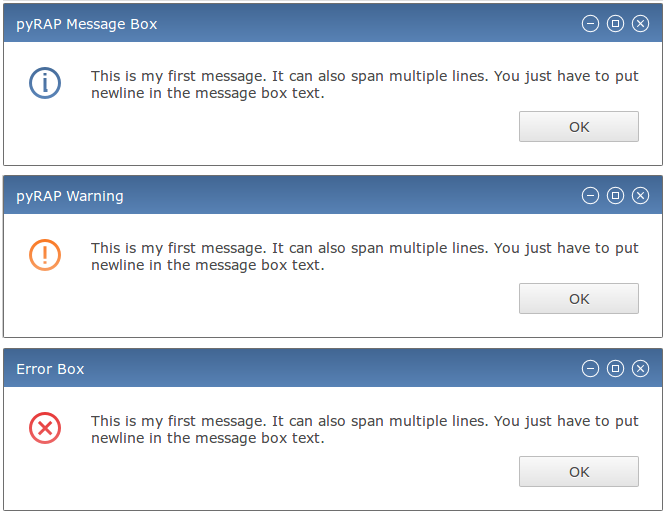 pyRAP Message Box
This is my first message. It can also span multiple lines. You just have to put
newline in the message box text.
OK
pyRAP Warning
This is my first message. It can also span multiple lines. You just have to put
newline in the message box text.
OK
Error Box
This is my first message. It can also span multiple lines. You just have to put
newline in the message box text.
OK